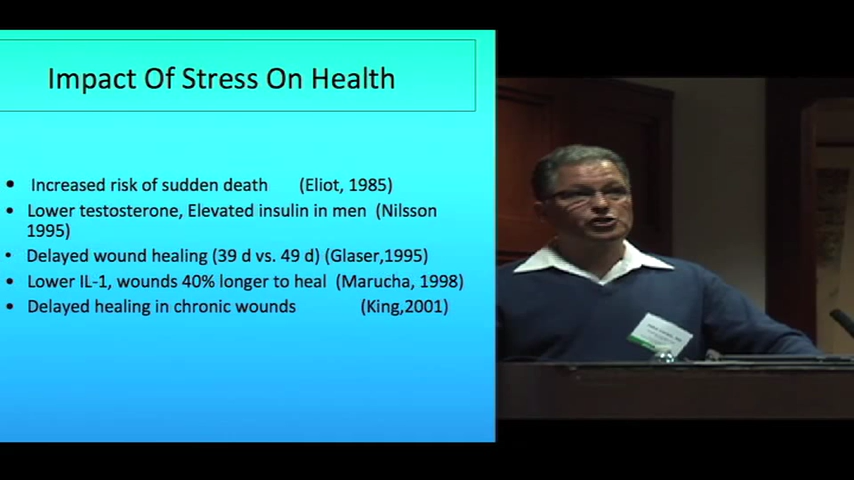 Impact Of Stress On Health
• Increased risk of sudden death (Eliot, 1985)
• Lower testosterone, Elevated insulin in men (Nilsson
1995)
• Delayed wound healing (39 d vs. 49 d) (Glaser,1995)
• Lower IL-1, wounds 40% longer to heal (Marucha, 1998)
• Delayed healing in chronic wounds (King,2001)